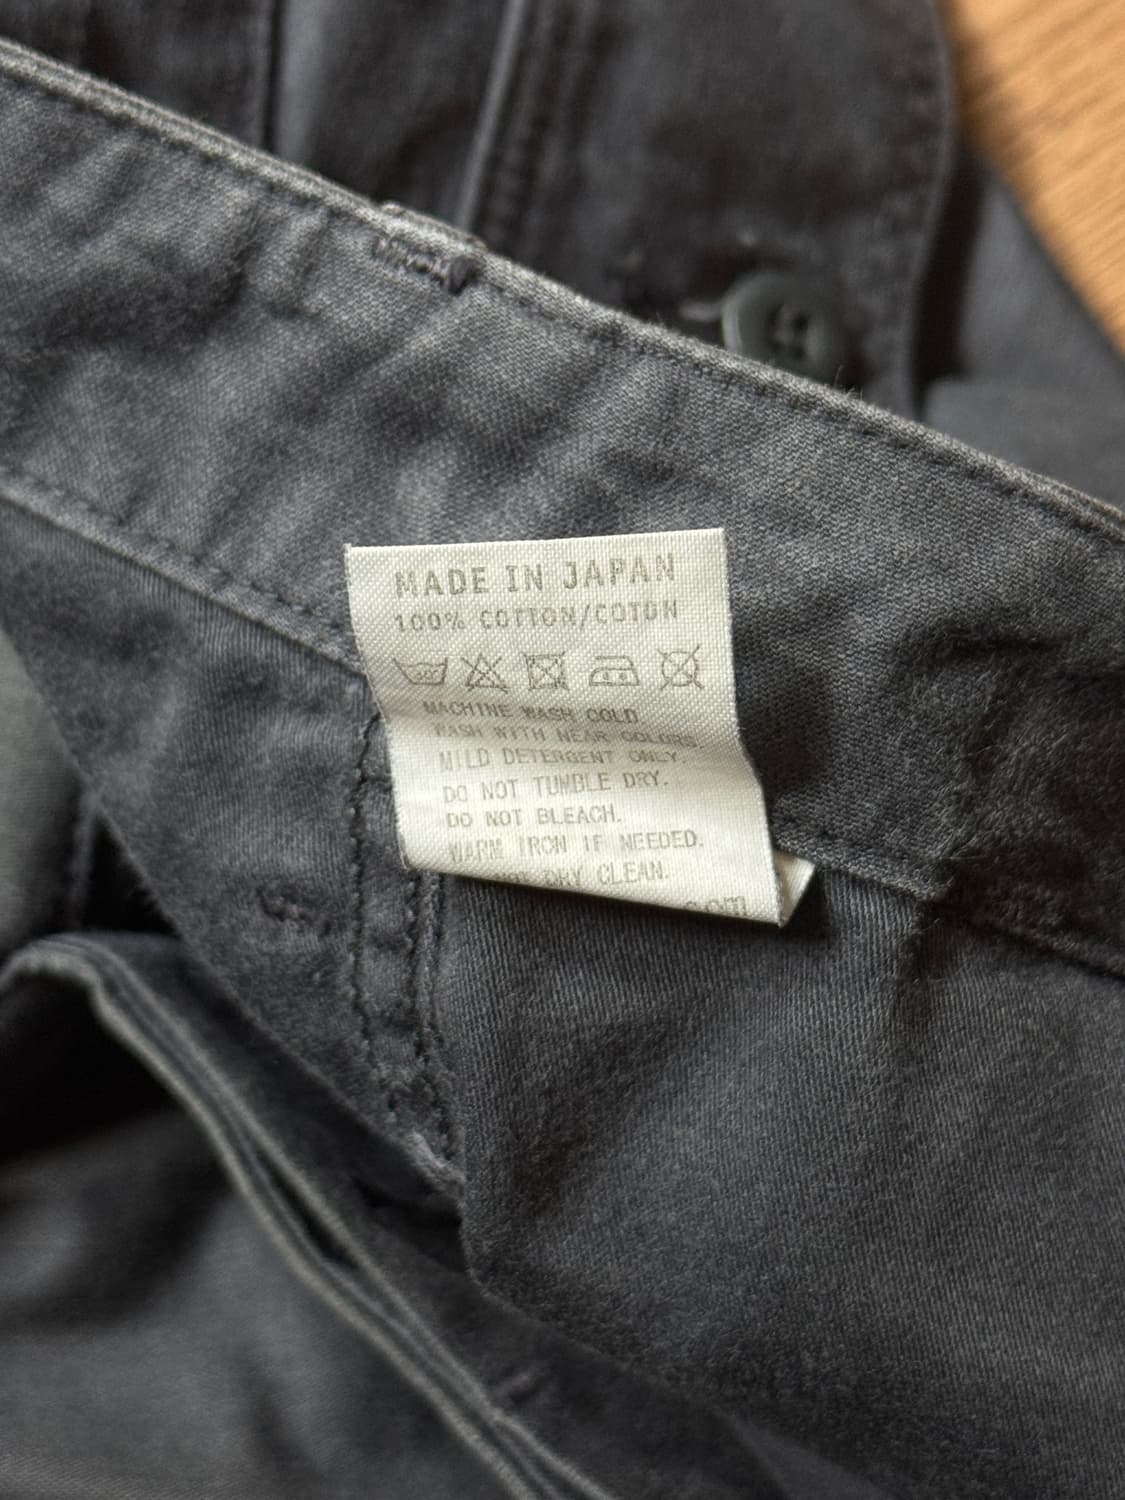 MADE IN JAPAN
100% COTTON/COTON
MACHINE WASH COLD
WASH WITH NEAR COLORS.
MILD DETERGENT ONLY.
DO NOT TUMBLE DRY.
DO NOT BLEACH.
WARM IRON IF NEEDED.
DRY CLEAN.